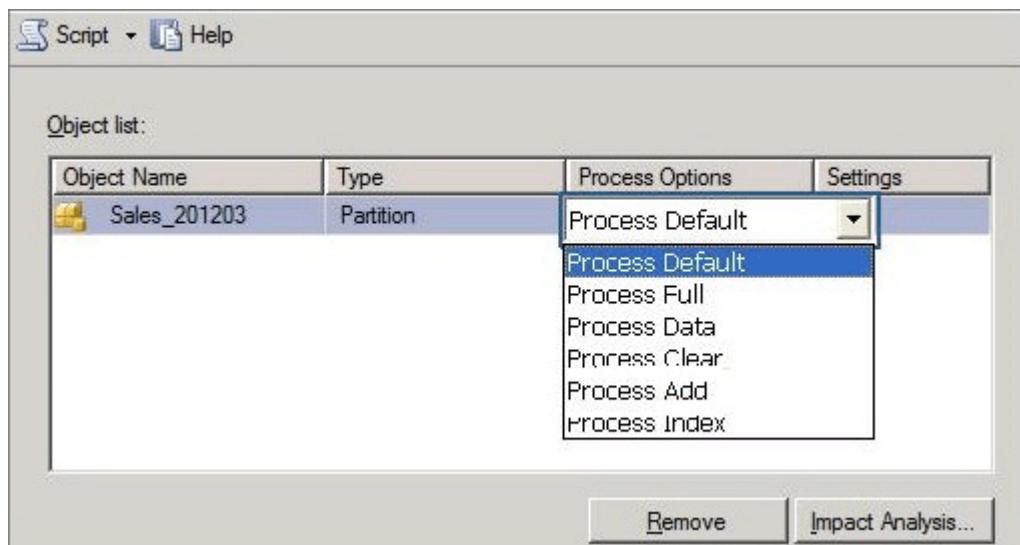 Script Help
Object list:
Object Name Type Process Options Settings
Sales_201203 Partition Process Default
Process Default
Process Full
Process Data
Process Clear
Process Add
Process Index
Remove Impact Analysis...